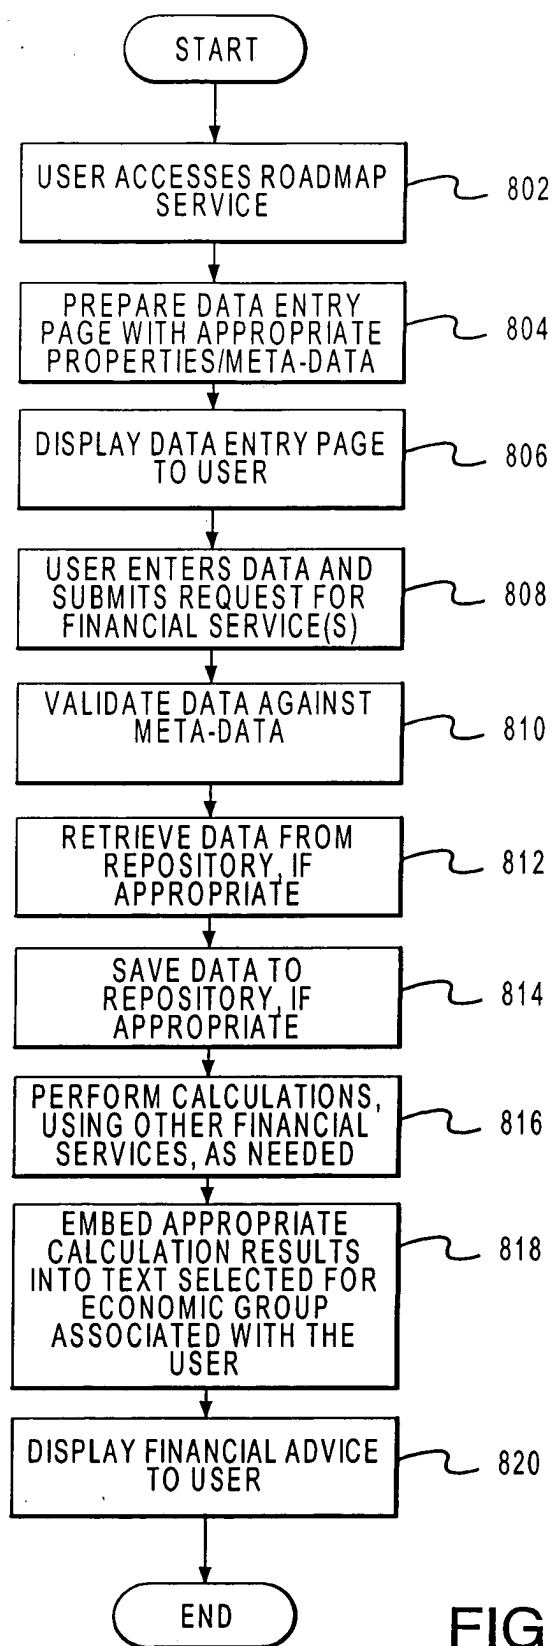 START
USER ACCESSES ROADMAP
SERVICE
802
PREPARE DATA ENTRY
PAGE WITH APPROPRIATE
PROPERTIES/META-DATA
804
DISPLAY DATA ENTRY PAGE
TO USER
806
USER ENTERS DATA AND
SUBMITS REQUEST FOR
FINANCIAL SERVICE(S)
808
VALIDATE DATA AGAINST
META-DATA
810
RETRIEVE DATA FROM
REPOSITORY, IF
APPROPRIATE
812
SAVE DATA TO
REPOSITORY, IF
APPROPRIATE
814
PERFORM CALCULATIONS,
USING OTHER FINANCIAL
SERVICES, AS NEEDED
816
EMBED APPROPRIATE
CALCULATION RESULTS
INTO TEXT SELECTED FOR
ECONOMIC GROUP
ASSOCIATED WITH THE
USER
818
DISPLAY FINANCIAL ADVICE
TO USER
820
END
FIG